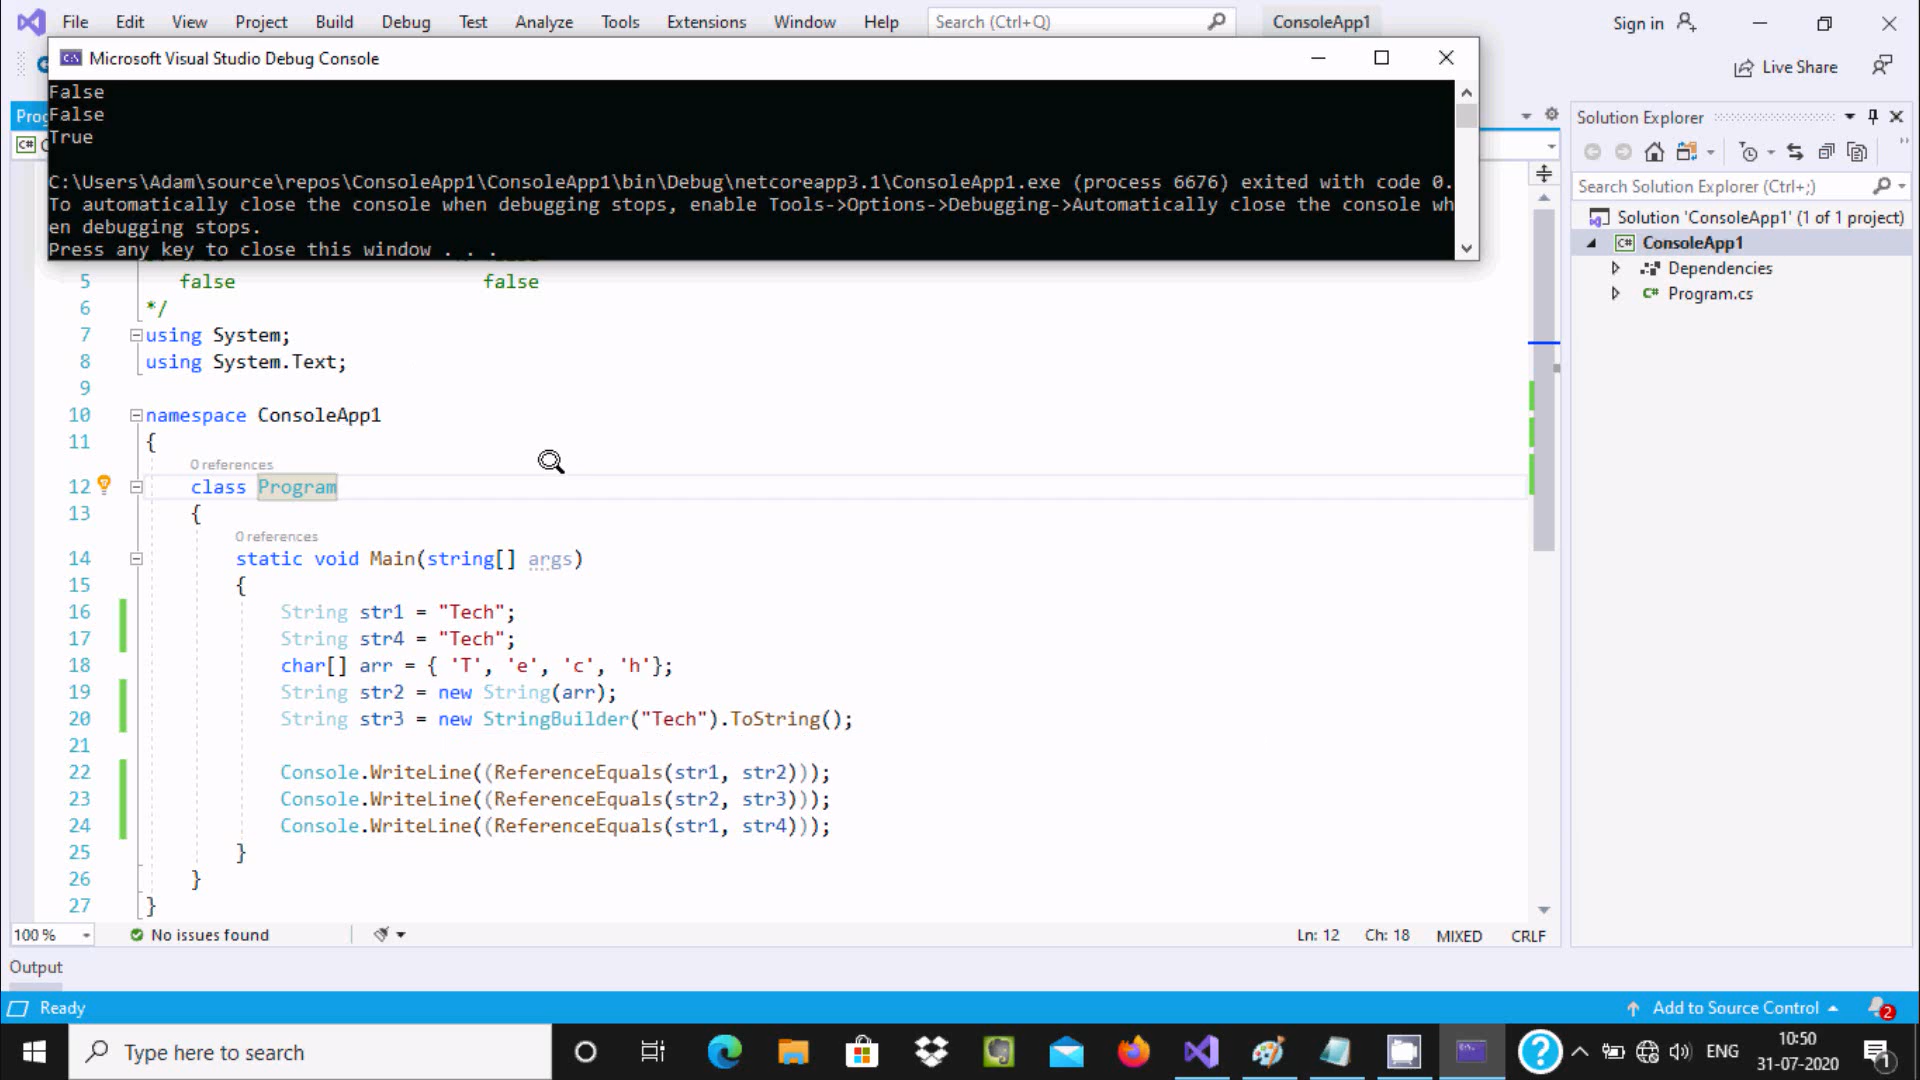 File Edit View Project Build Debug Test Analyze Tools Extensions Window Help Search (Ctrl+Q) ConsoleApp1 Sign in
Microsoft Visual Studio Debug Console
Live Share
False
False
True
C:\Users\Adam\source\repos\ConsoleApp1\ConsoleApp1\bin\Debug\netcoreapp3.1\ConsoleApp1.exe (process 6676) exited with code 0.
To automatically close the console when debugging stops, enable Tools->Options->Debugging->Automatically close the console wh
en debugging stops.
Press any key to close this window . . .
5 false false
6 */
7 using System;
8 using System.Text;
9
10 namespace ConsoleApp1
11 {
0 references
12 class Program
13 {
0 references
14 static void Main(string[] args)
15 {
16 String str1 = "Tech";
17 String str4 = "Tech";
18 char[] arr = { 'T', 'e', 'c', 'h'};
19 String str2 = new String(arr);
20 String str3 = new StringBuilder("Tech").ToString();
21
22 Console.WriteLine((ReferenceEquals(str1, str2)));
23 Console.WriteLine((ReferenceEquals(str2, str3)));
24 Console.WriteLine((ReferenceEquals(str1, str4)));
25 }
26 }
27 }
Solution Explorer
Search Solution Explorer (Ctrl+;)
Solution 'ConsoleApp1' (1 of 1 project)
C# ConsoleApp1
Dependencies
C# Program.cs
100 % No issues found Ln: 12 Ch: 18 MIXED CRLF
Output
Ready Add to Source Control 2
Type here to search ENG 10:50
31-07-2020 1